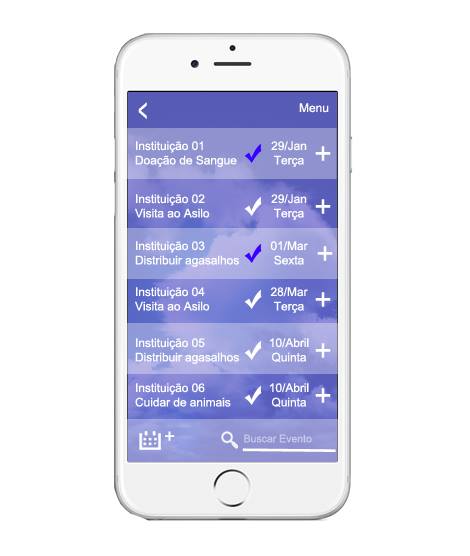 Menu
Instituição 01
Doação de Sangue
29/Jan
Terça
Instituição 02
Visita ao Asilo
29/Jan
Terça
Instituição 03
Distribuir agasalhos
01/Mar
Sexta
Instituição 04
Visita ao Asilo
28/Mar
Terça
Instituição 05
Distribuir agasalhos
10/Abril
Quinta
Instituição 06
Cuidar de animais
10/Abril
Quinta
Buscar Evento